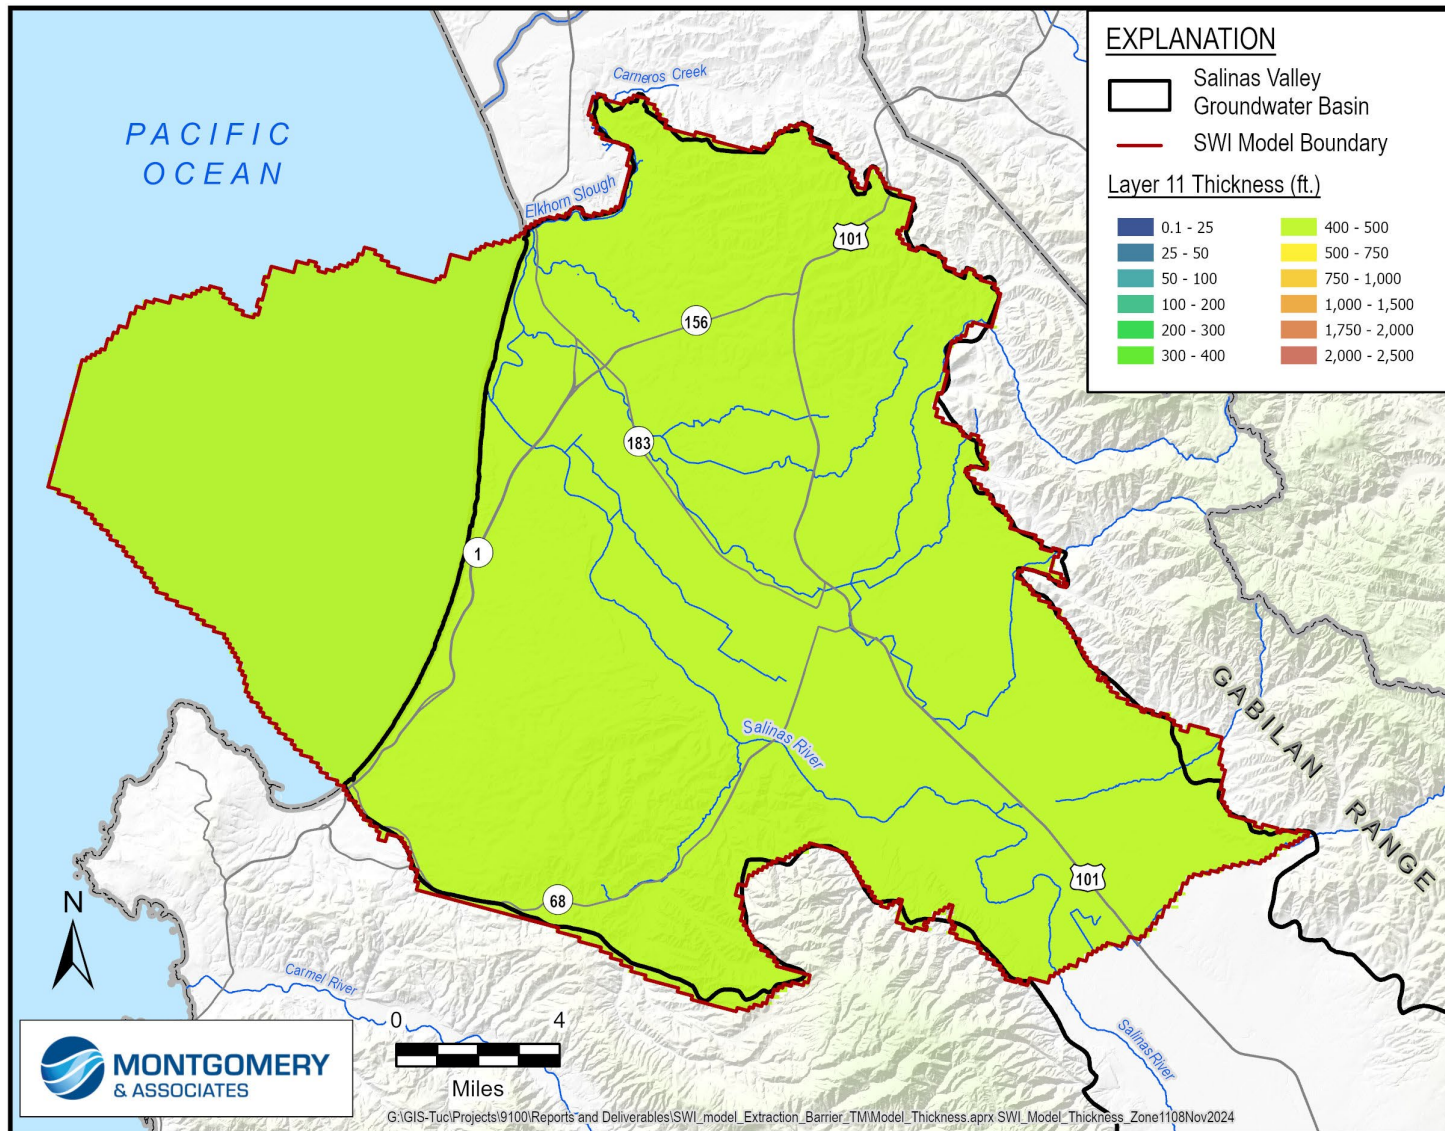 EXPLANATION
Salinas Valley
Groundwater Basin
SWI Model Boundary
Layer 11 Thickness (ft.)
0.1 - 25
25 - 50
50 - 100
100 - 200
200 - 300
300 - 400
400 - 500
500 - 750
750 - 1,000
1,000 - 1,500
1,750 - 2,000
2,000 - 2,500
Carneros Creek
PACIFIC
OCEAN
Elkhorn Slough
101
156
183
1
GABILAN RANGE
Salinas River
101
68
N
Carmel River
0 4
Miles
Salinas River
MONTGOMERY
& ASSOCIATES
G:\GIS-Tuc\Projects\9100\Reports and Deliverables\SWI_model_Extraction_Barrier_TM\Model_Thickness.aprx SWI_Model_Thickness_Zone1108Nov2024